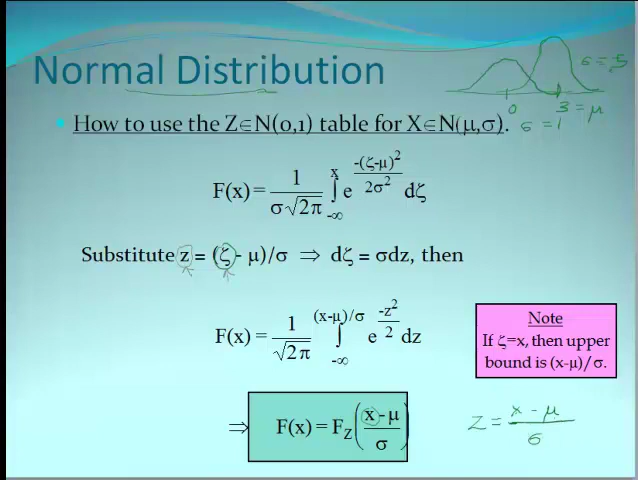 Normal Distribution
σ = 5
0
3 = μ
σ = 1
• How to use the Z∈N(0,1) table for X∈N(μ,σ).
F(x) = 1/(σ√2π) ∫_{-∞}^{x} e^{-(ζ-μ)²/2σ²} dζ
Substitute z = (ζ - μ)/σ ⇒ dζ = σdz, then
F(x) = 1/√2π ∫_{-∞}^{(x-μ)/σ} e^{-z²/2} dz
Note
If ζ=x, then upper
bound is (x-μ)/σ.
⇒ F(x) = F_Z((x - μ)/σ)
Z = (x - μ)/σ